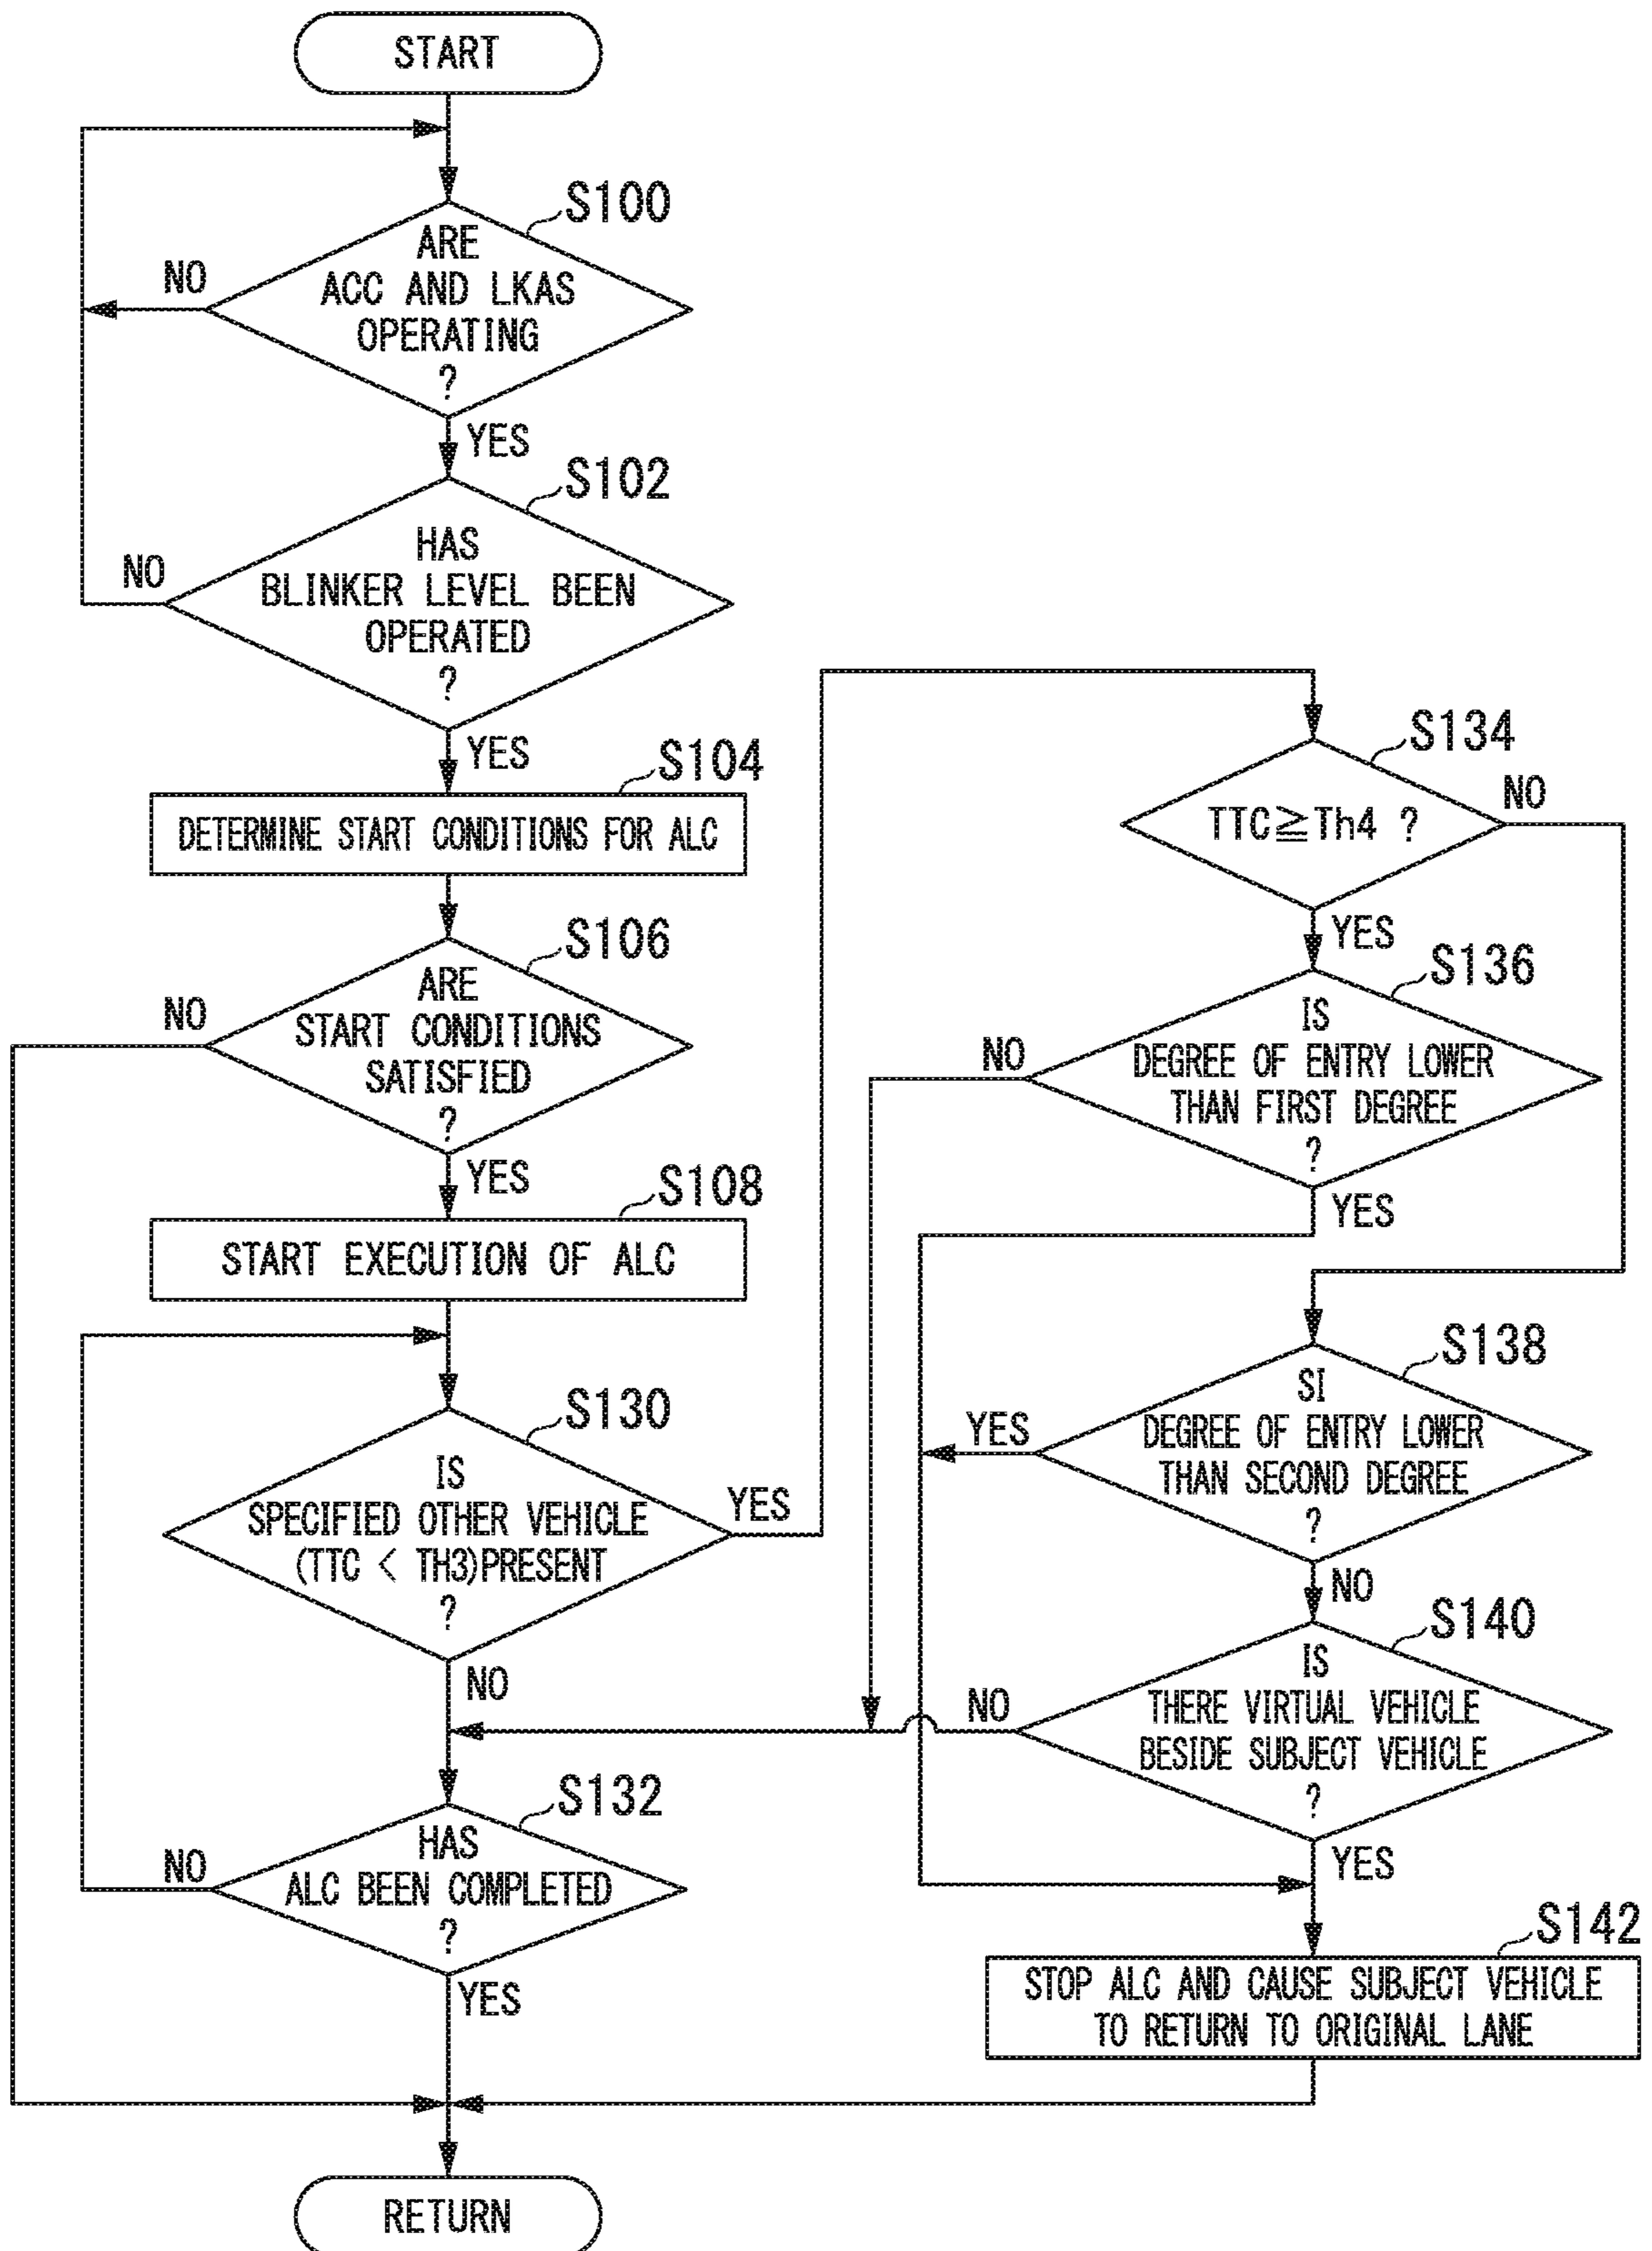 START
S100
ARE
ACC AND LKAS
OPERATING
?
NO
YES
S102
HAS
BLINKER LEVEL BEEN
OPERATED
?
NO
YES
S104
DETERMINE START CONDITIONS FOR ALC
S106
ARE
START CONDITIONS
SATISFIED
?
NO
YES
S108
START EXECUTION OF ALC
S130
IS
SPECIFIED OTHER VEHICLE
(TTC < TH3)PRESENT
?
YES
NO
S132
HAS
ALC BEEN COMPLETED
?
NO
YES
RETURN
S134
TTC≧Th4 ?
NO
YES
S136
IS
DEGREE OF ENTRY LOWER
THAN FIRST DEGREE
?
NO
YES
S138
SI
DEGREE OF ENTRY LOWER
THAN SECOND DEGREE
?
YES
NO
S140
IS
THERE VIRTUAL VEHICLE
BESIDE SUBJECT VEHICLE
?
NO
YES
S142
STOP ALC AND CAUSE SUBJECT VEHICLE
TO RETURN TO ORIGINAL LANE